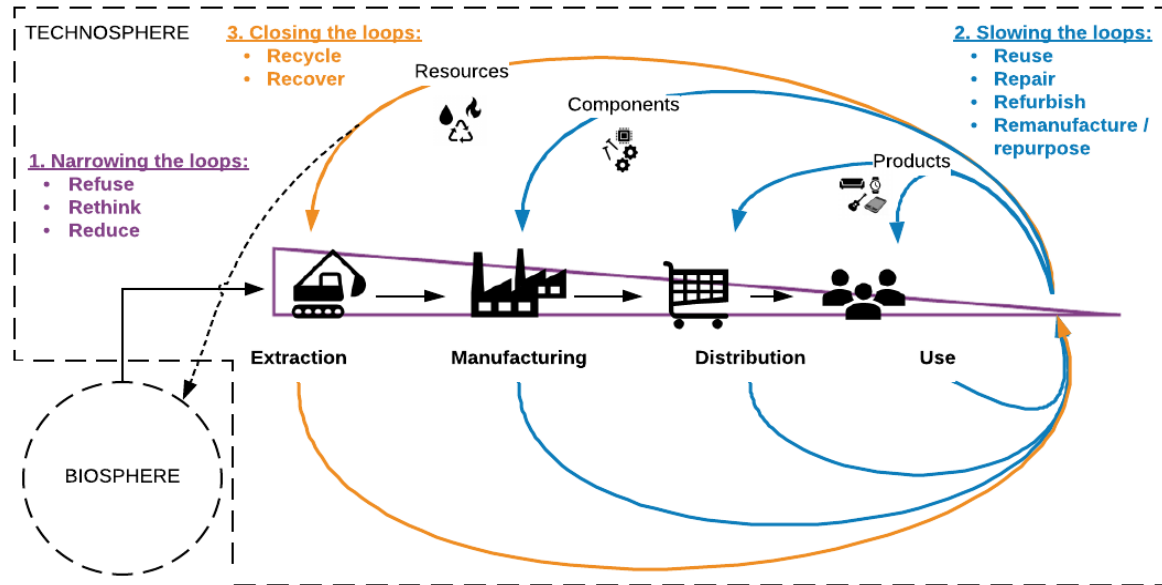 TECHNOSPHERE
3. Closing the loops:
• Recycle
• Recover
2. Slowing the loops:
• Reuse
• Repair
• Refurbish
• Remanufacture /
repurpose
Resources
Components
Products
1. Narrowing the loops:
• Refuse
• Rethink
• Reduce
Extraction
Manufacturing
Distribution
Use
BIOSPHERE